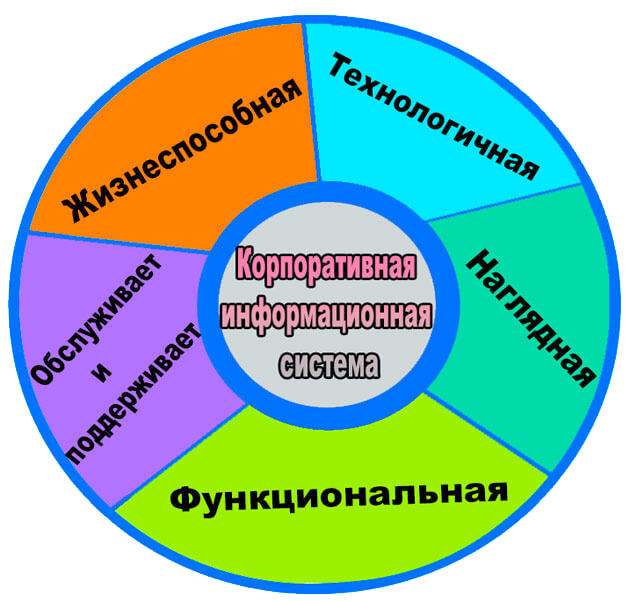 Жизнеспособная
Технологичная
Наглядная
Функциональная
Обслуживает
и
поддерживает
Корпоративная
информационная
система